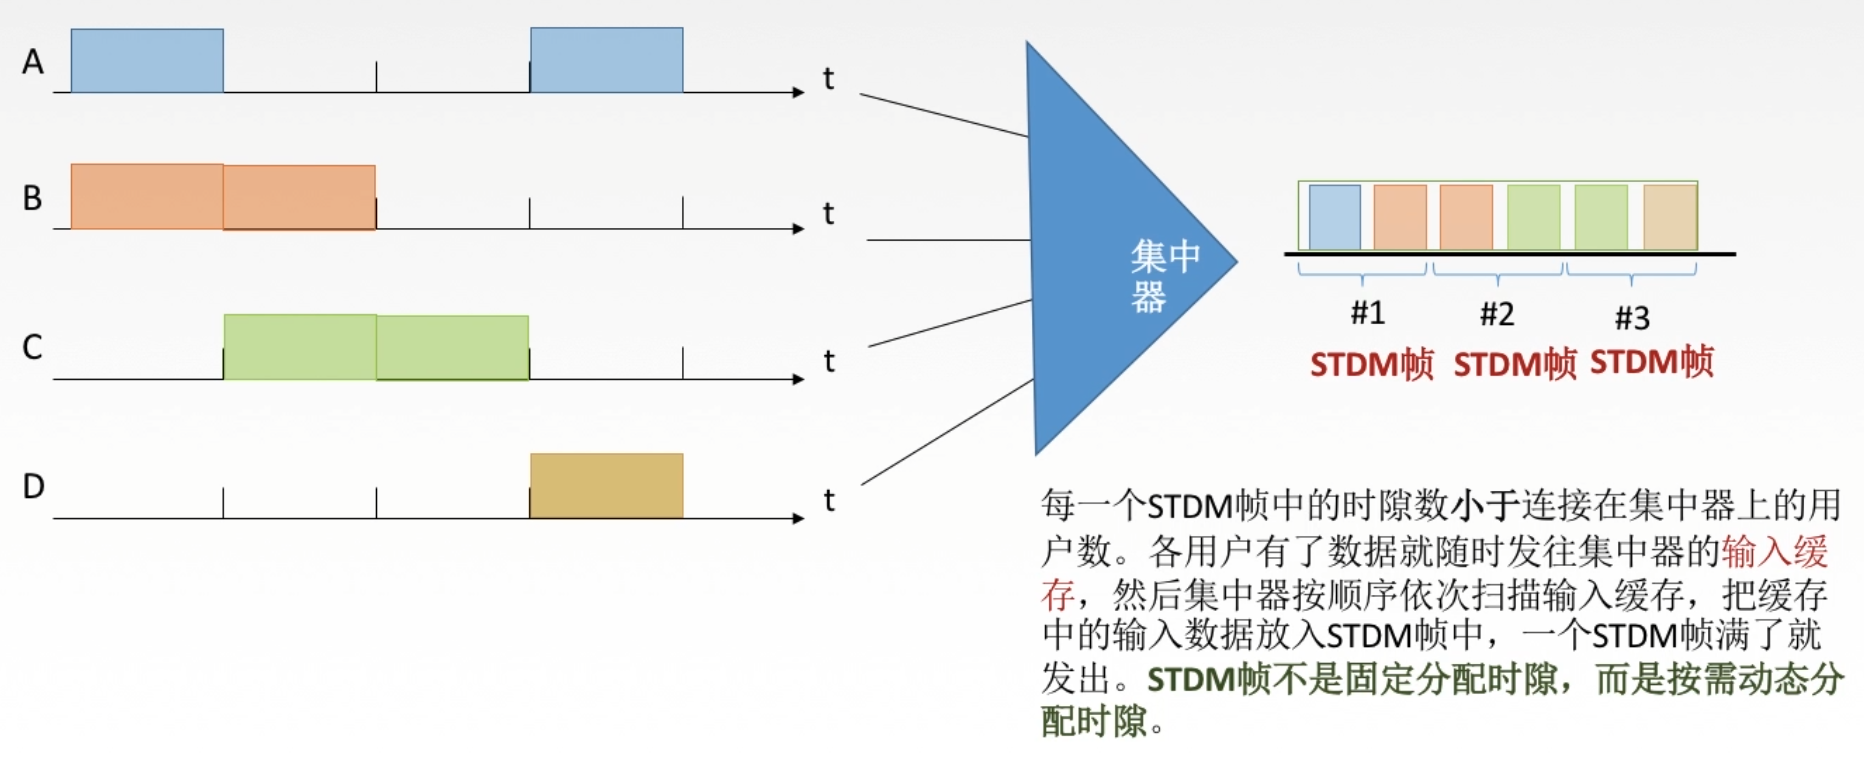 A
t
B
t
C
t
D
t
集中
器
#1
#2
#3
STDM帧
STDM帧
STDM帧
每一个STDM帧中的时隙数小于连接在集中器上的用
户数。各用户有了数据就随时发往集中器的输入缓
存，然后集中器按顺序依次扫描输入缓存，把缓存
中的输入数据放入STDM帧中，一个STDM帧满了就
发出。STDM帧不是固定分配时隙，而是按需动态分
配时隙。